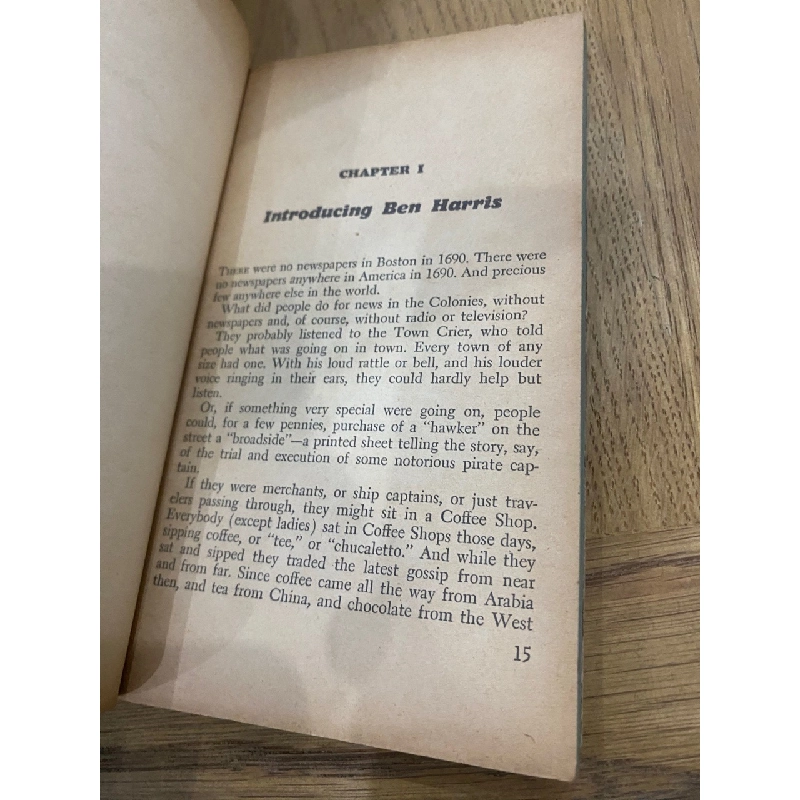 CHAPTER I
Introducing Ben Harris
THERE were no newspapers in Boston in 1690. There were
no newspapers anywhere in America in 1690. And precious
few anywhere else in the world.
What did people do for news in the Colonies, without
newspapers and, of course, without radio or television?
They probably listened to the Town Crier, who told
people what was going on in town. Every town of any
size had one. With his loud rattle or bell, and his louder
voice ringing in their ears, they could hardly help but
listen.
Or, if something very special were going on, people
could, for a few pennies, purchase of a "hawker" on the
street a "broadside"—a printed sheet telling the story, say,
of the trial and execution of some notorious pirate cap-
tain.
If they were merchants, or ship captains, or just trav-
elers passing through, they might sit in a Coffee Shop.
Everybody (except ladies) sat in Coffee Shops those days,
sipping coffee, or "tee," or "chucaletto." And while they
sat and sipped they traded the latest gossip from near
and from far. Since coffee came all the way from Arabia
then, and tea from China, and chocolate from the West
15